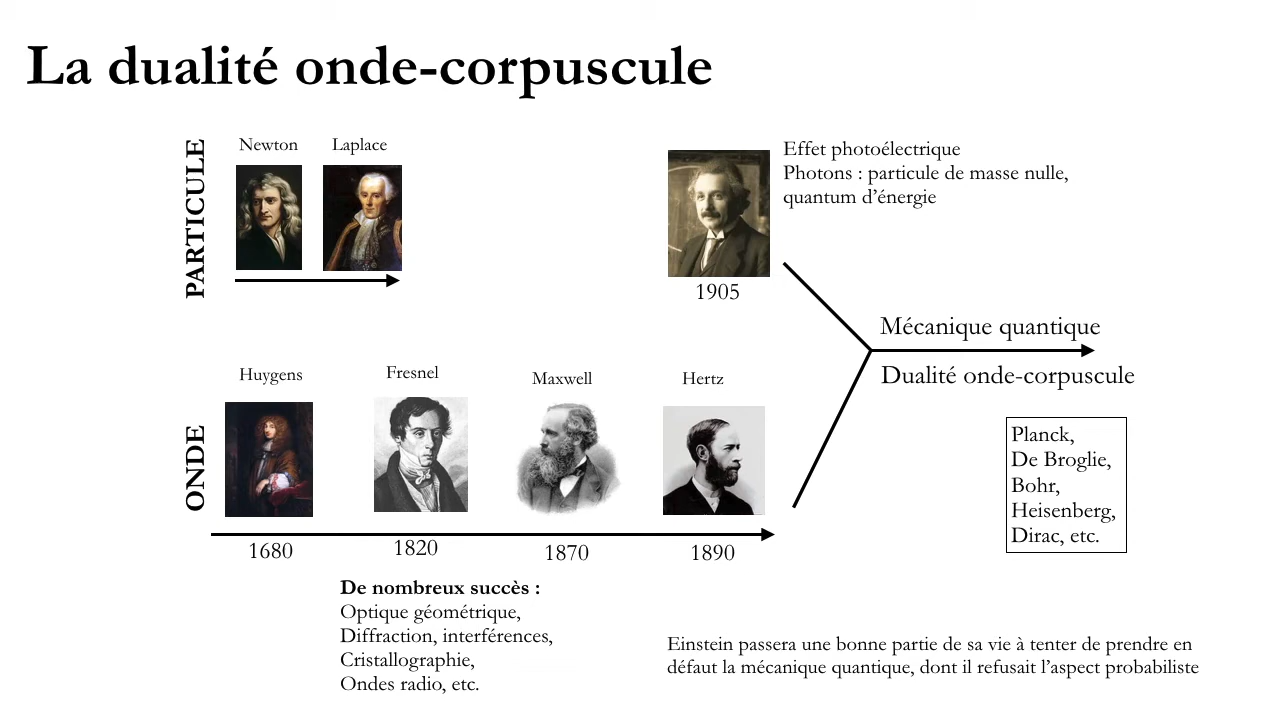 La dualité onde-corpuscule
PARTICULE
Newton
Laplace
Effet photoélectrique
Photons : particule de masse nulle,
quantum d’énergie
1905
Mécanique quantique
Dualité onde-corpuscule
ONDE
Huygens
Fresnel
Maxwell
Hertz
1680
1820
1870
1890
Planck,
De Broglie,
Bohr,
Heisenberg,
Dirac, etc.
De nombreux succès :
Optique géométrique,
Diffraction, interférences,
Cristallographie,
Ondes radio, etc.
Einstein passera une bonne partie de sa vie à tenter de prendre en
défaut la mécanique quantique, dont il refusait l’aspect probabiliste